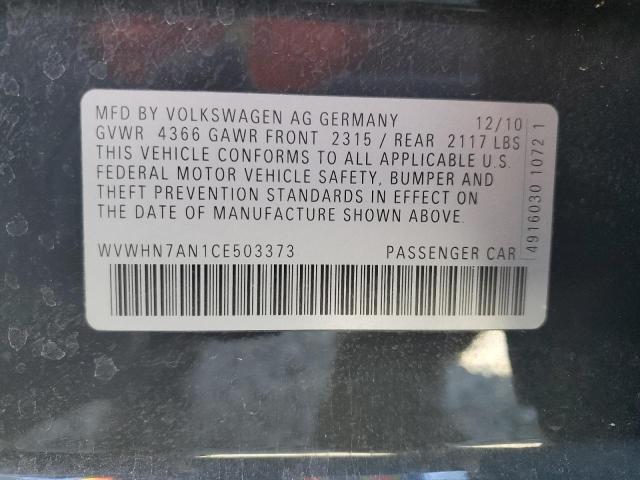 MFD BY VOLKSWAGEN AG GERMANY 12/10
GVWR 4366 GAWR FRONT 2315 / REAR 2117 LBS
THIS VEHICLE CONFORMS TO ALL APPLICABLE U.S.
FEDERAL MOTOR VEHICLE SAFETY, BUMPER AND
THEFT PREVENTION STANDARDS IN EFFECT ON
THE DATE OF MANUFACTURE SHOWN ABOVE.
WVWHN7AN1CE503373 PASSENGER CAR
4916030 1072 1